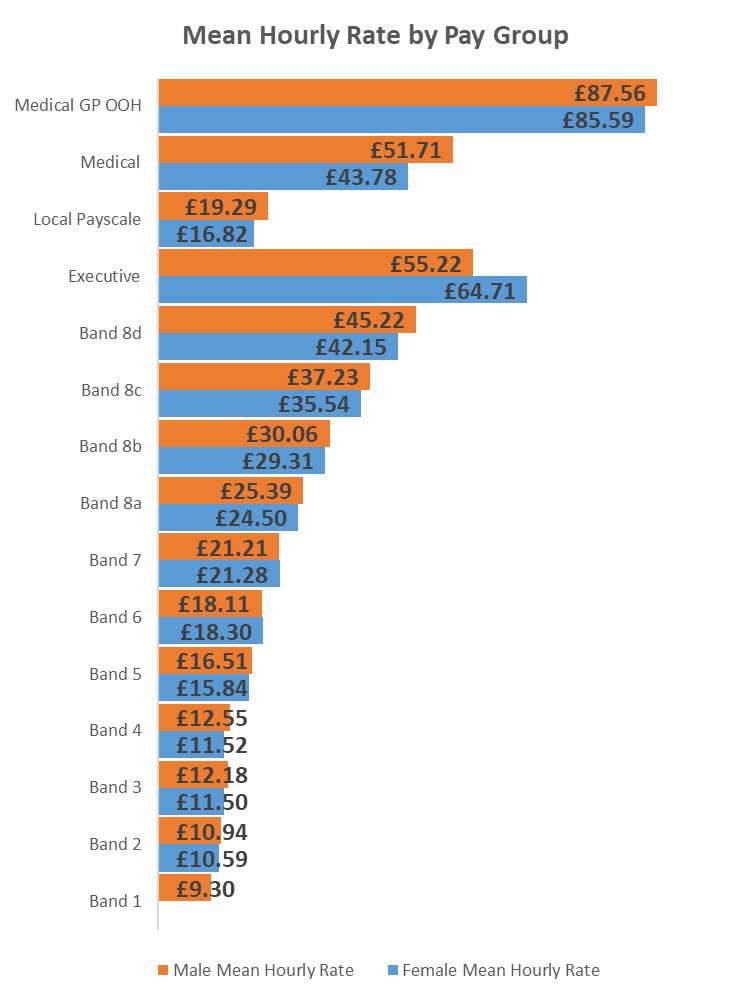 Mean Hourly Rate by Pay Group
Medical GP OOH
£87.56
£85.59
Medical
£51.71
£43.78
Local Payscale
£19.29
£16.82
Executive
£55.22
£64.71
Band 8d
£45.22
£42.15
Band 8c
£37.23
£35.54
Band 8b
£30.06
£29.31
Band 8a
£25.39
£24.50
Band 7
£21.21
£21.28
Band 6
£18.11
£18.30
Band 5
£16.51
£15.84
Band 4
£12.55
£11.52
Band 3
£12.18
£11.50
Band 2
£10.94
£10.59
Band 1
£9.30
Male Mean Hourly Rate
Female Mean Hourly Rate